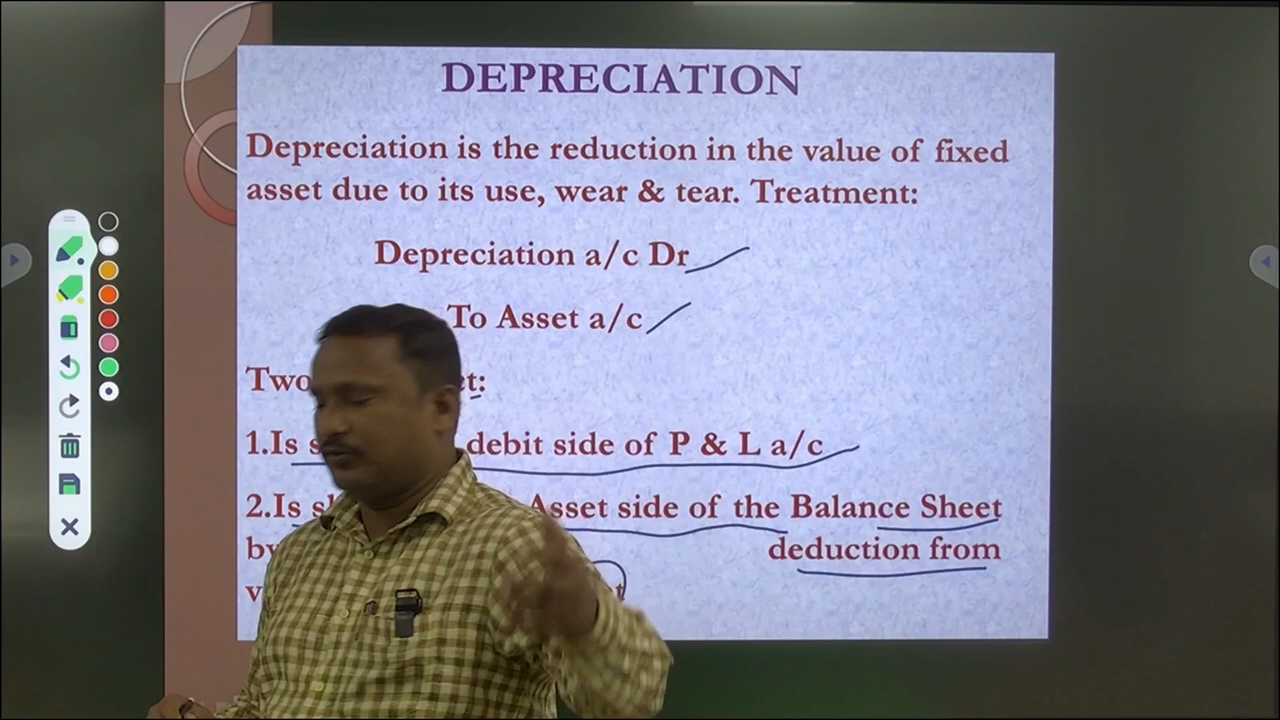 DEPRECIATION
Depreciation is the reduction in the value of fixed
asset due to its use, wear & tear. Treatment:
Depreciation a/c Dr
To Asset a/c
Two
1.Is debit side of P & L a/c
2.Is Asset side of the Balance Sheet
deduction from